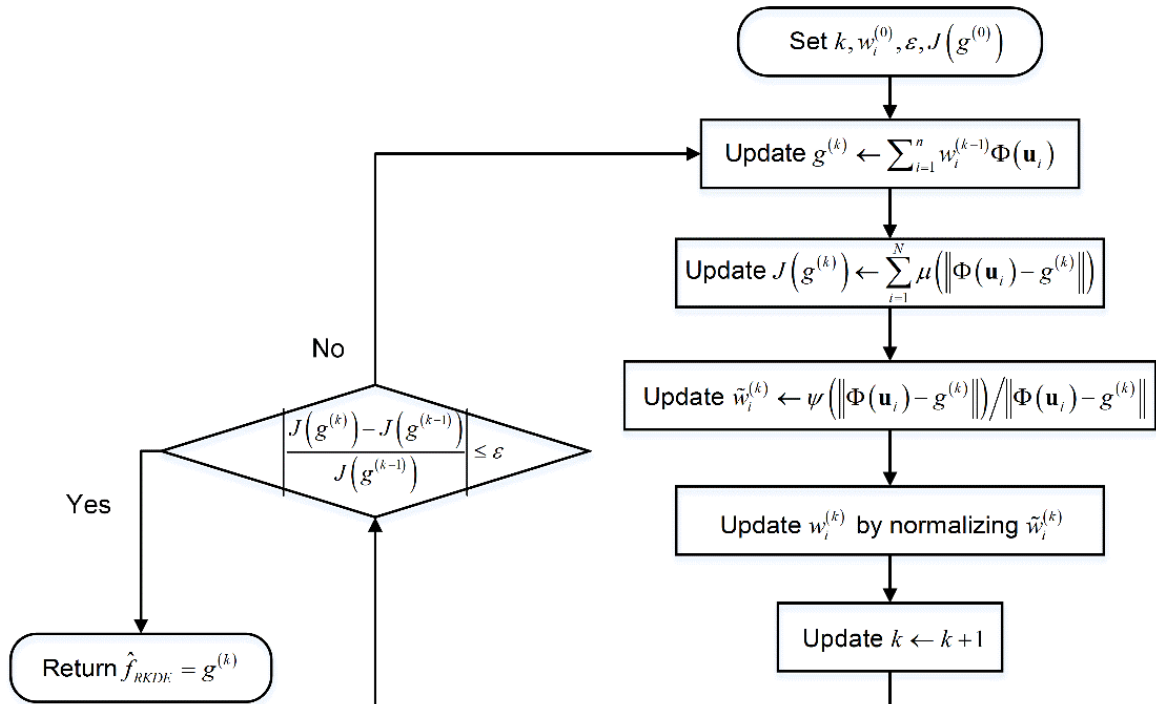 Set k, w_i^{(0)}, ε, J(g^{(0)})
Update g^{(k)} ← ∑_{i=1}^{n} w_i^{(k-1)} Φ(𝐮_i)
Update J(g^{(k)}) ← ∑_{i=1}^{N} μ(‖Φ(𝐮_i) − g^{(k)}‖)
Update w̃_i^{(k)} ← ψ(‖Φ(𝐮_i) − g^{(k)}‖)/‖Φ(𝐮_i) − g^{(k)}‖
Update w_i^{(k)} by normalizing w̃_i^{(k)}
Update k ← k+1
|(J(g^{(k)}) − J(g^{(k-1)}))/J(g^{(k-1)})| ≤ ε
No
Yes
Return f̂_{RKDE} = g^{(k)}